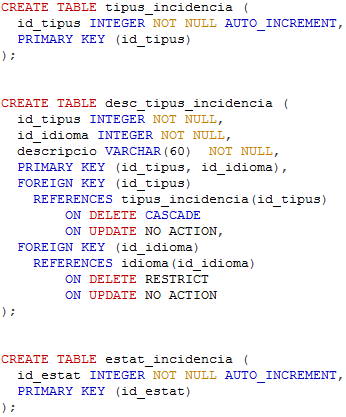 CREATE TABLE tipus_incidencia (
  id_tipus INTEGER NOT NULL AUTO_INCREMENT,
  PRIMARY KEY (id_tipus)
);

CREATE TABLE desc_tipus_incidencia (
  id_tipus INTEGER NOT NULL,
  id_idioma INTEGER NOT NULL,
  descripcio VARCHAR(60)  NOT NULL,
  PRIMARY KEY (id_tipus, id_idioma),
  FOREIGN KEY (id_tipus)
    REFERENCES tipus_incidencia(id_tipus)
        ON DELETE CASCADE
        ON UPDATE NO ACTION,
  FOREIGN KEY (id_idioma)
    REFERENCES idioma(id_idioma)
        ON DELETE RESTRICT
        ON UPDATE NO ACTION
);

CREATE TABLE estat_incidencia (
  id_estat INTEGER NOT NULL AUTO_INCREMENT,
  PRIMARY KEY (id_estat)
);